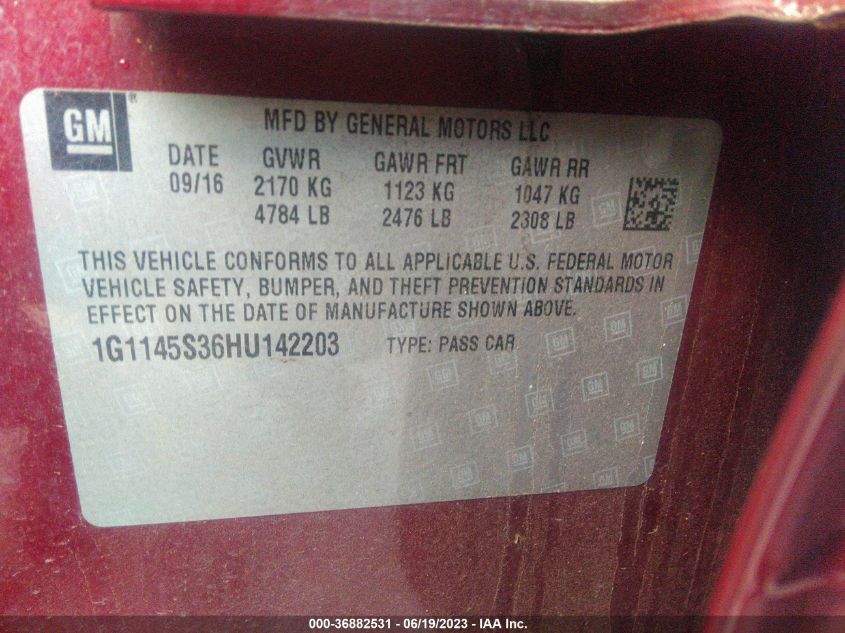 GM ®
MFD BY GENERAL MOTORS LLC
DATE GVWR GAWR FRT GAWR RR
09/16 2170 KG 1123 KG 1047 KG
4784 LB 2476 LB 2308 LB
THIS VEHICLE CONFORMS TO ALL APPLICABLE U.S. FEDERAL MOTOR
VEHICLE SAFETY, BUMPER, AND THEFT PREVENTION STANDARDS IN
EFFECT ON THE DATE OF MANUFACTURE SHOWN ABOVE.
1G1145S36HU142203 TYPE: PASS CAR
000-36882531 - 06/19/2023 - IAA Inc.